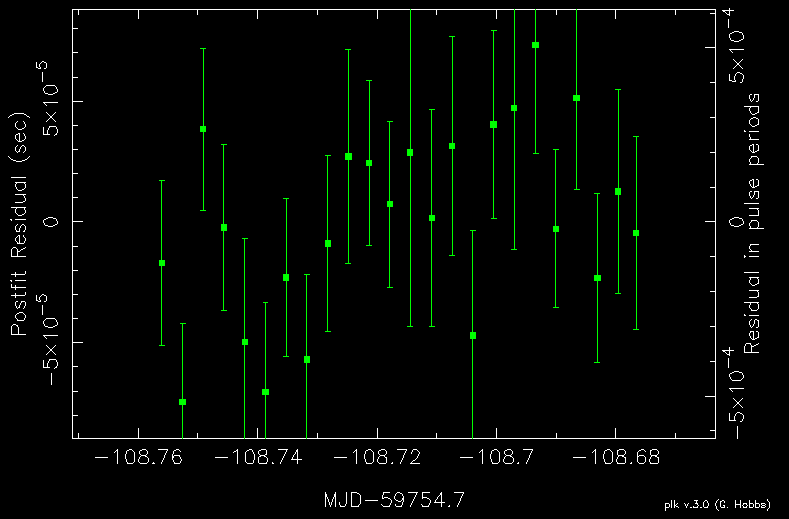 Postfit Residual (sec)
5×10⁻⁵
0
−5×10⁻⁵
5×10⁻⁴
0
−5×10⁻⁴
Residual in pulse periods
−108.76 −108.74 −108.72 −108.7 −108.68
MJD−59754.7
plk v.3.0 (G. Hobbs)